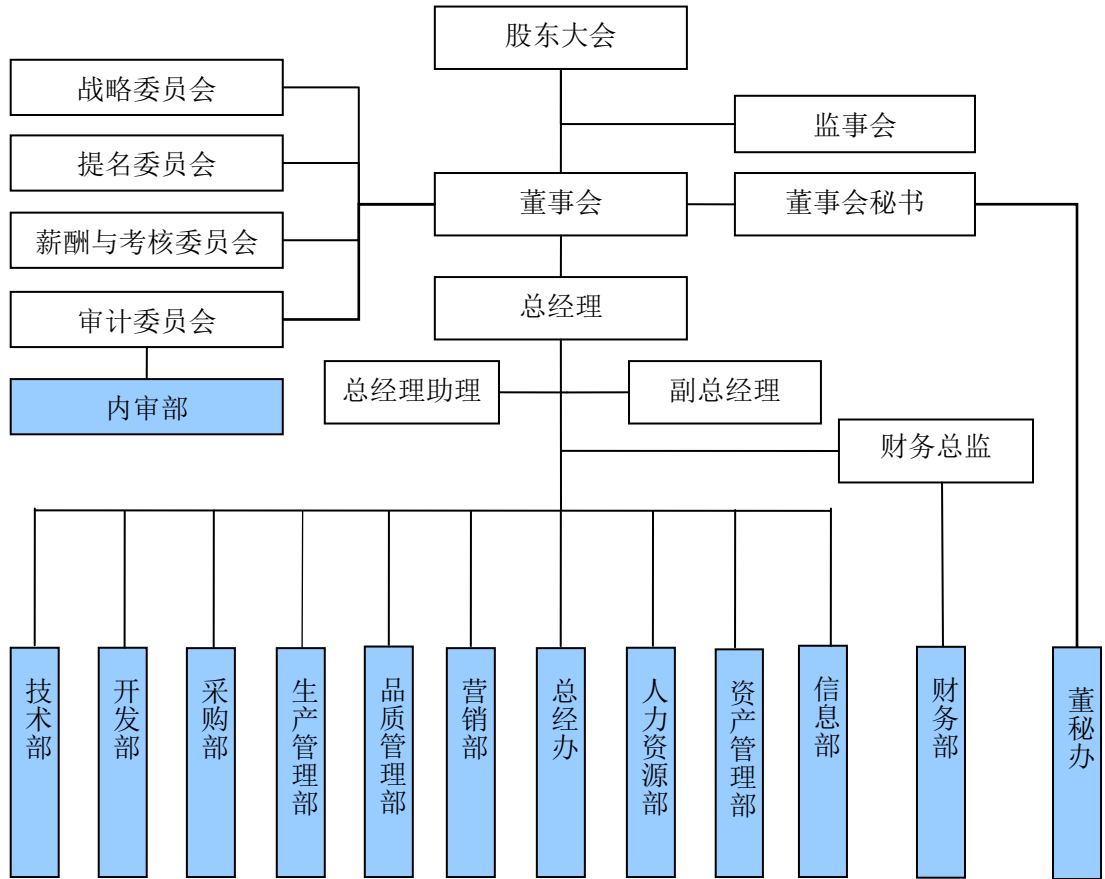 股东大会
战略委员会
监事会
提名委员会
董事会
董事会秘书
薪酬与考核委员会
总经理
审计委员会
总经理助理
副总经理
内审部
财务总监
技术部
开发部
采购部
生产管理部
品质管理部
营销部
总经办
人力资源部
资产管理部
信息部
财务部
董秘办